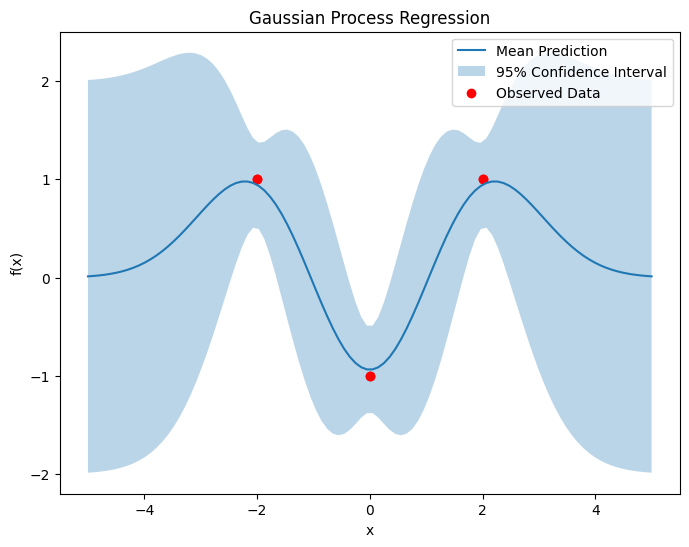 Gaussian Process Regression
Mean Prediction
95% Confidence Interval
Observed Data
2
1
0
−1
−2
f(x)
−4
−2
0
2
4
x